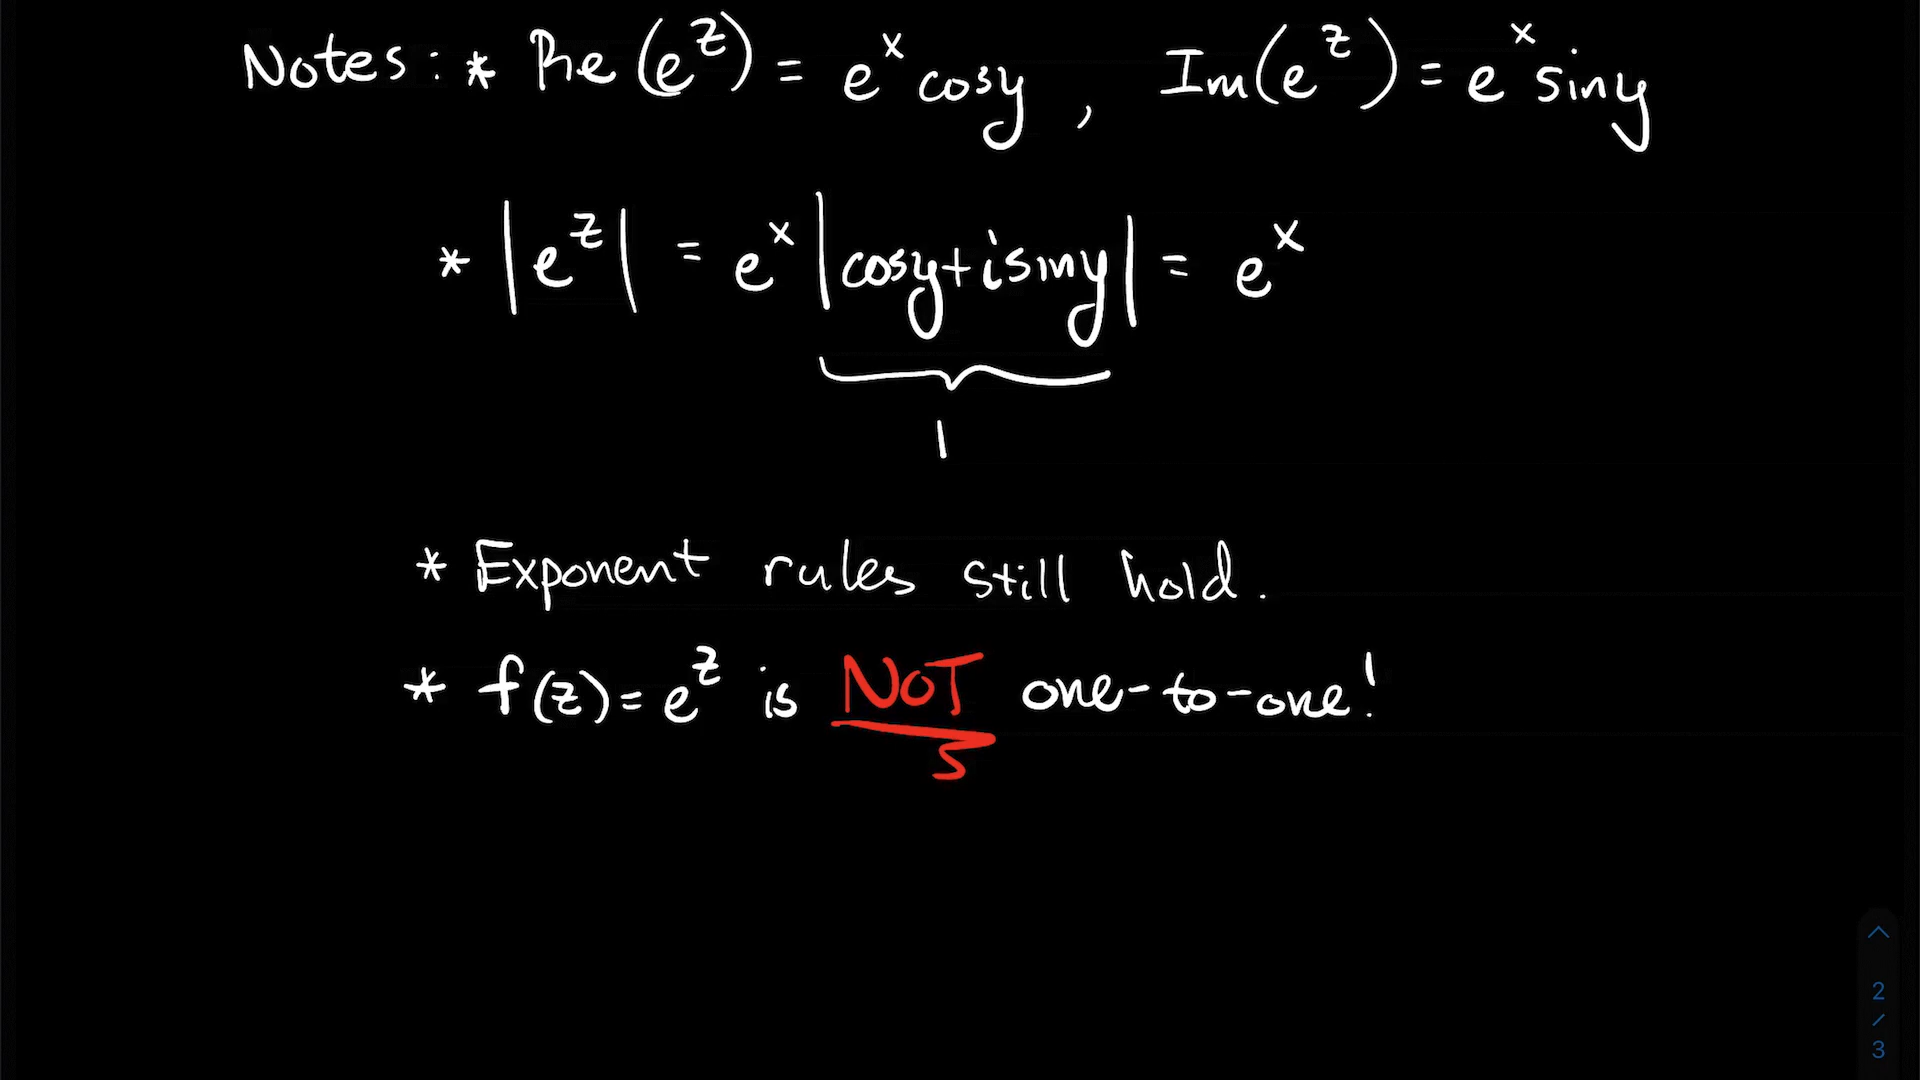 Notes: * Re(e^z) = e^x cosy, Im(e^z) = e^x siny
* |e^z| = e^x |cosy+isiny| = e^x
1
* Exponent rules still hold.
* f(z)=e^z is NOT one-to-one!
2
/
3